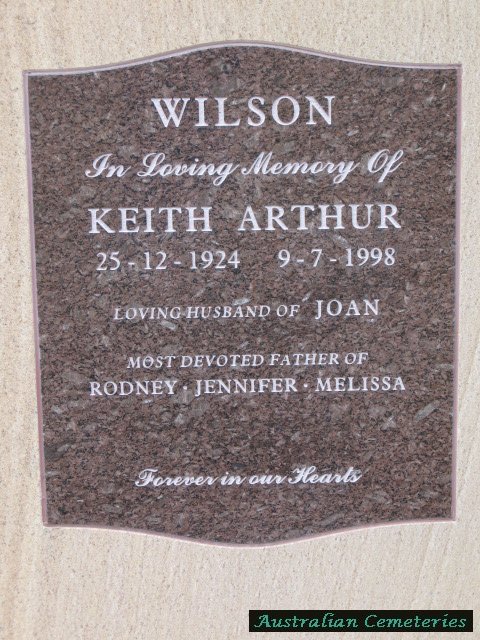 WILSON
In Loving Memory Of
KEITH ARTHUR
25-12-1924 9-7-1998
LOVING HUSBAND OF JOAN
MOST DEVOTED FATHER OF
RODNEY · JENNIFER · MELISSA
Forever in our Hearts
Australian Cemeteries